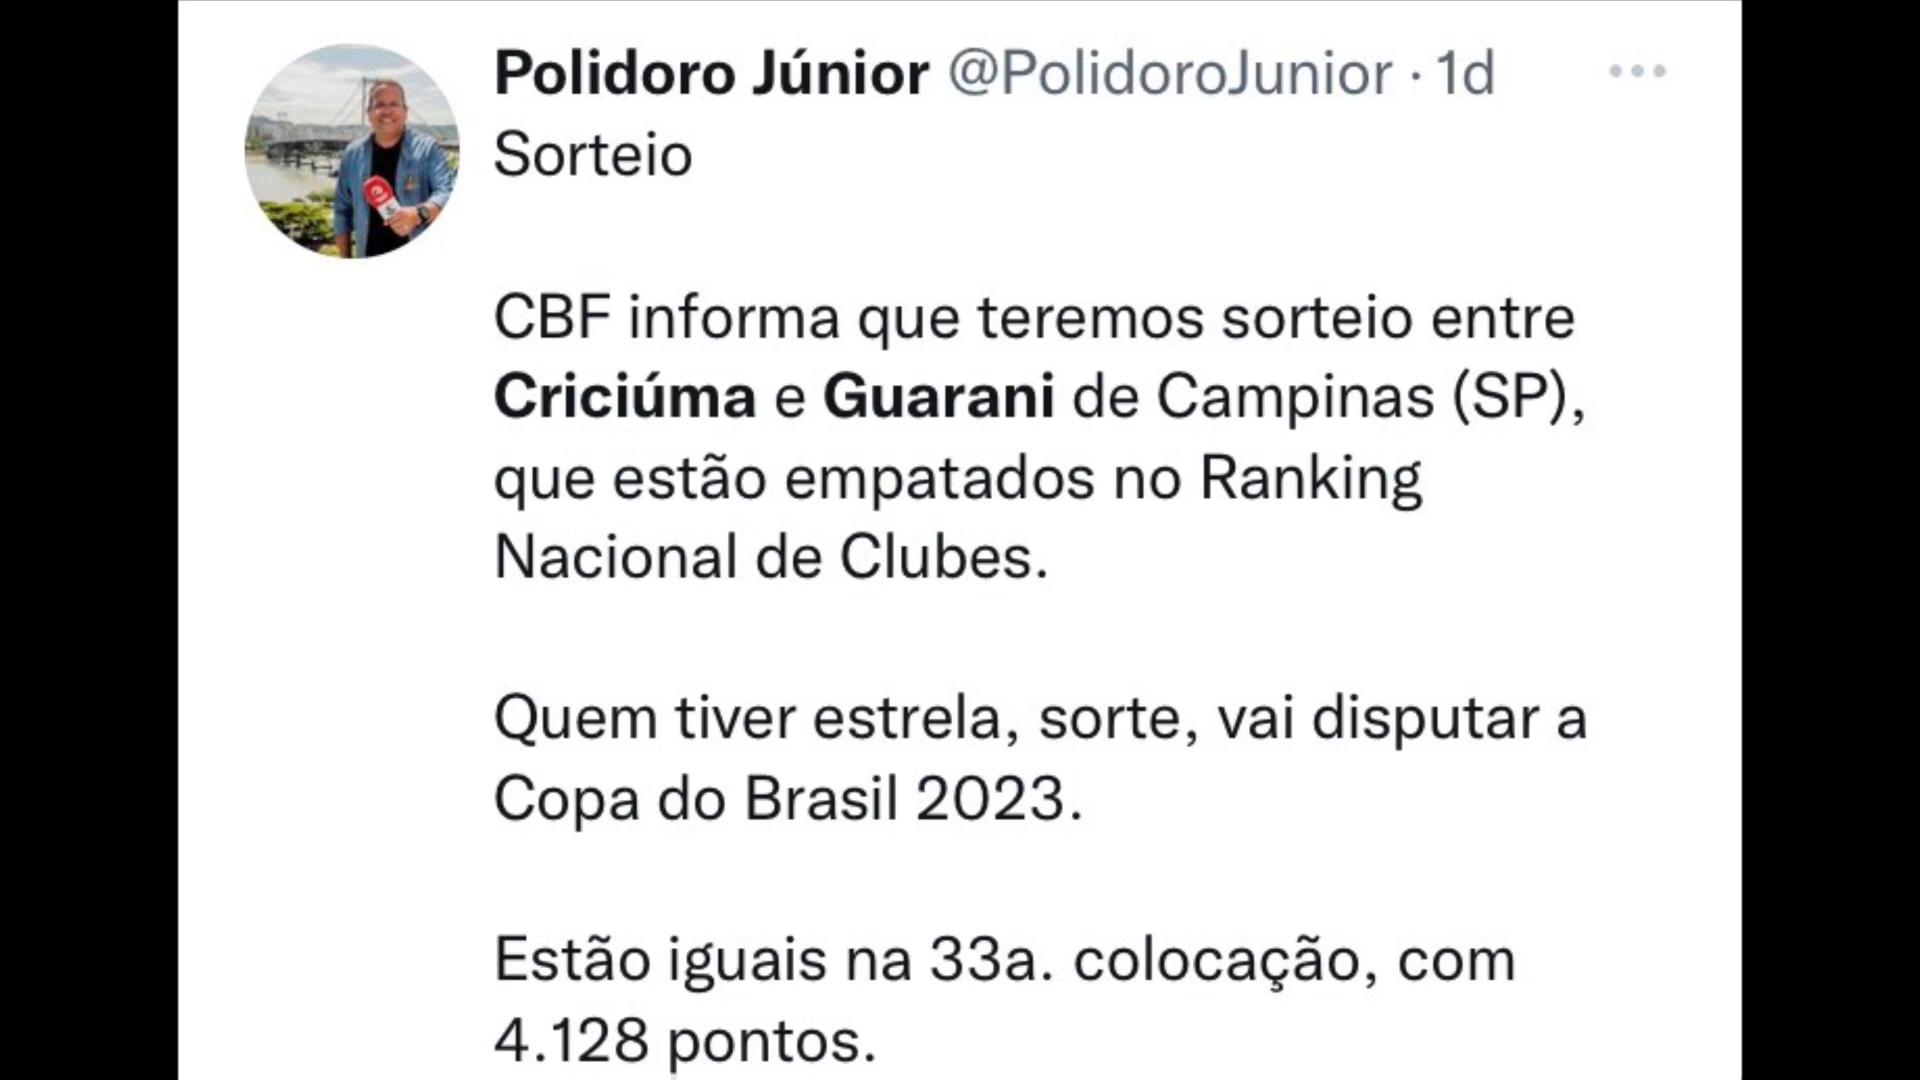 Polidoro Júnior @PolidoroJunior · 1d
Sorteio
CBF informa que teremos sorteio entre
Criciúma e Guarani de Campinas (SP),
que estão empatados no Ranking
Nacional de Clubes.
Quem tiver estrela, sorte, vai disputar a
Copa do Brasil 2023.
Estão iguais na 33a. colocação, com
4.128 pontos.